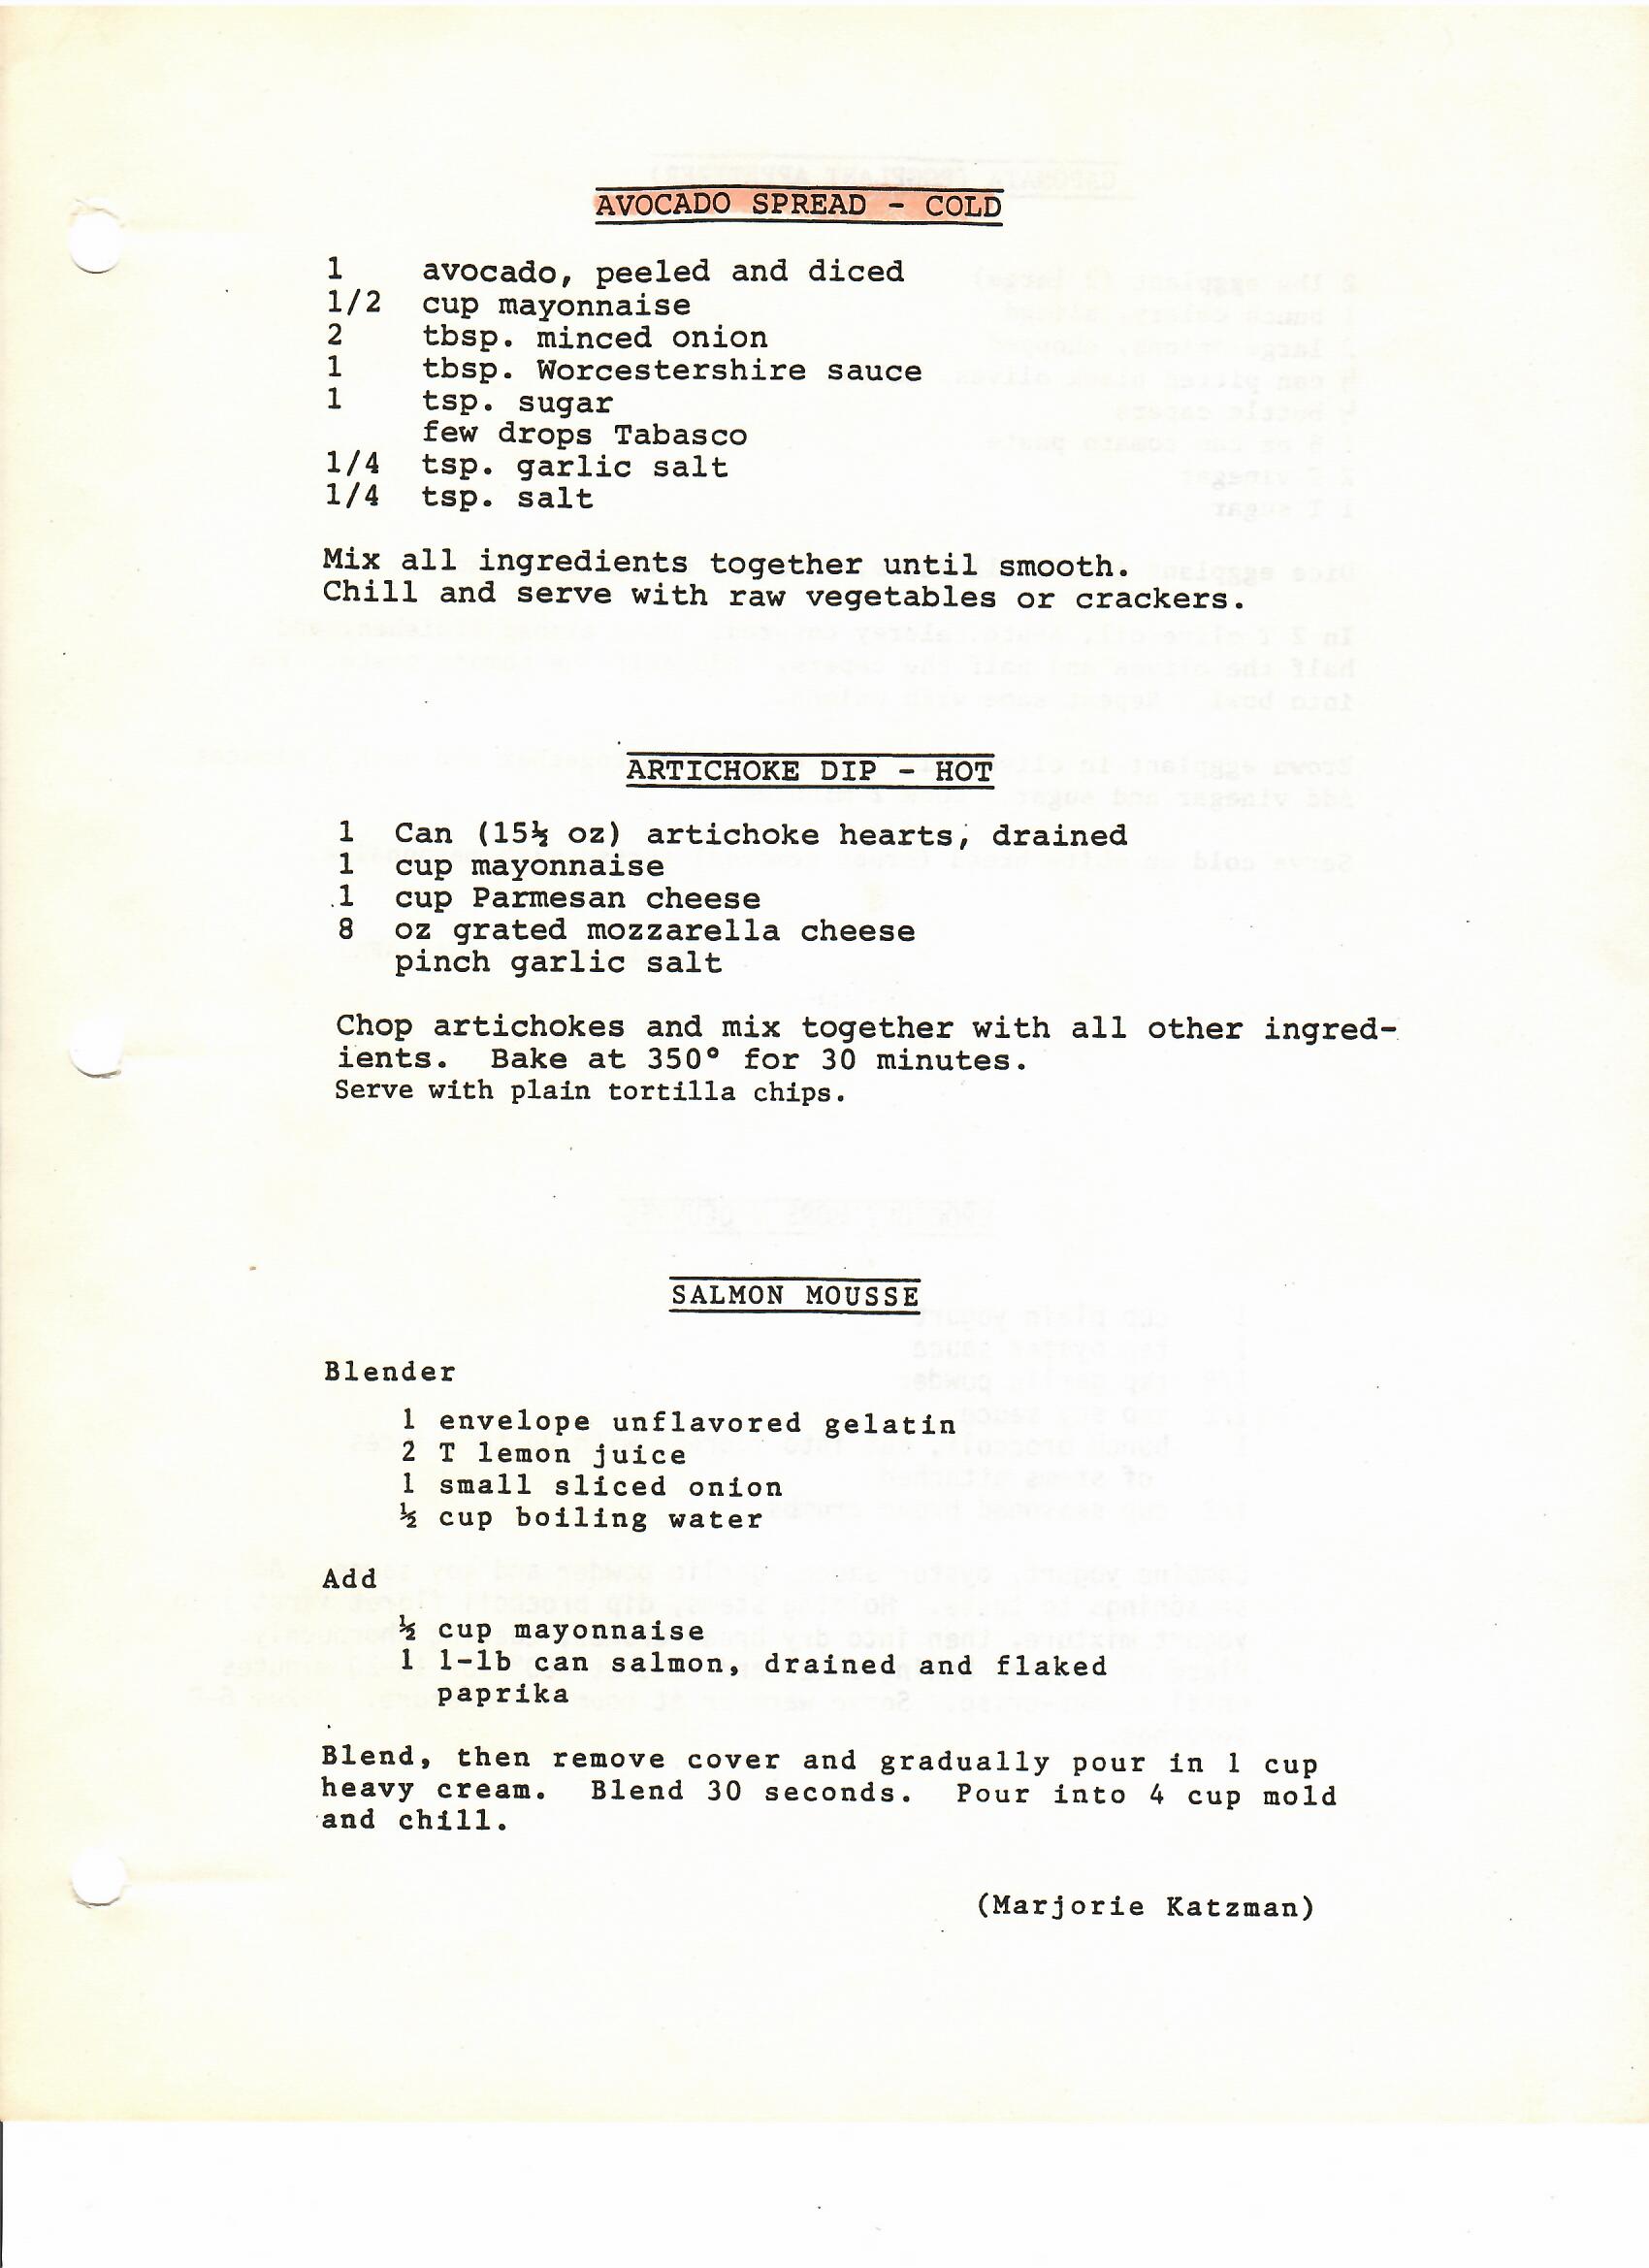 AVOCADO SPREAD - COLD
1 avocado, peeled and diced
1/2 cup mayonnaise
2 tbsp. minced onion
1 tbsp. Worcestershire sauce
1 tsp. sugar
few drops Tabasco
1/4 tsp. garlic salt
1/4 tsp. salt
Mix all ingredients together until smooth.
Chill and serve with raw vegetables or crackers.
ARTICHOKE DIP - HOT
1 Can (15½ oz) artichoke hearts, drained
1 cup mayonnaise
1 cup Parmesan cheese
8 oz grated mozzarella cheese
pinch garlic salt
Chop artichokes and mix together with all other ingred-
ients. Bake at 350° for 30 minutes.
Serve with plain tortilla chips.
SALMON MOUSSE
Blender
1 envelope unflavored gelatin
2 T lemon juice
1 small sliced onion
½ cup boiling water
Add
½ cup mayonnaise
1 1-lb can salmon, drained and flaked
paprika
Blend, then remove cover and gradually pour in 1 cup
heavy cream. Blend 30 seconds. Pour into 4 cup mold
and chill.
(Marjorie Katzman)